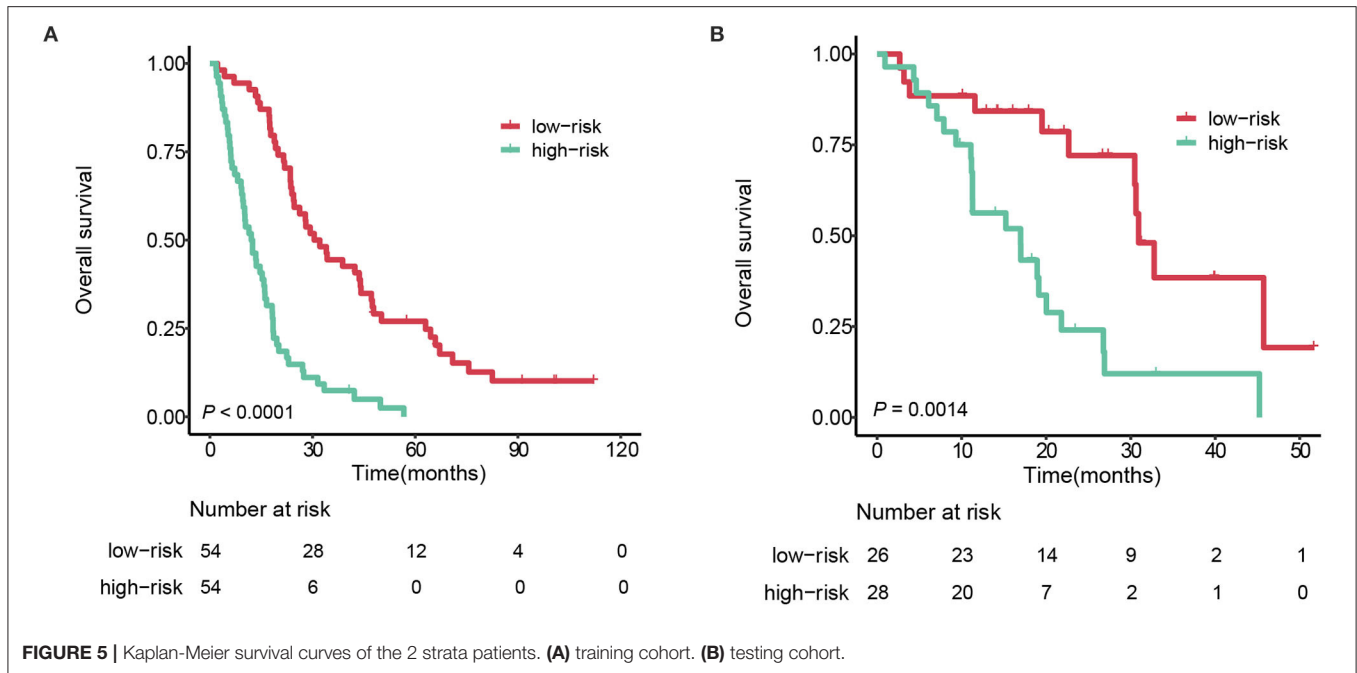 A
1.00
0.75
0.50
0.25
0.00
Overall survival
low-risk
high-risk
P < 0.0001
0 30 60 90 120
Time(months)
Number at risk
low-risk 54 28 12 4 0
high-risk 54 6 0 0 0
B
1.00
0.75
0.50
0.25
0.00
Overall survival
low-risk
high-risk
P = 0.0014
0 10 20 30 40 50
Time(months)
Number at risk
low-risk 26 23 14 9 2 1
high-risk 28 20 7 2 1 0
FIGURE 5 | Kaplan-Meier survival curves of the 2 strata patients. (A) training cohort. (B) testing cohort.